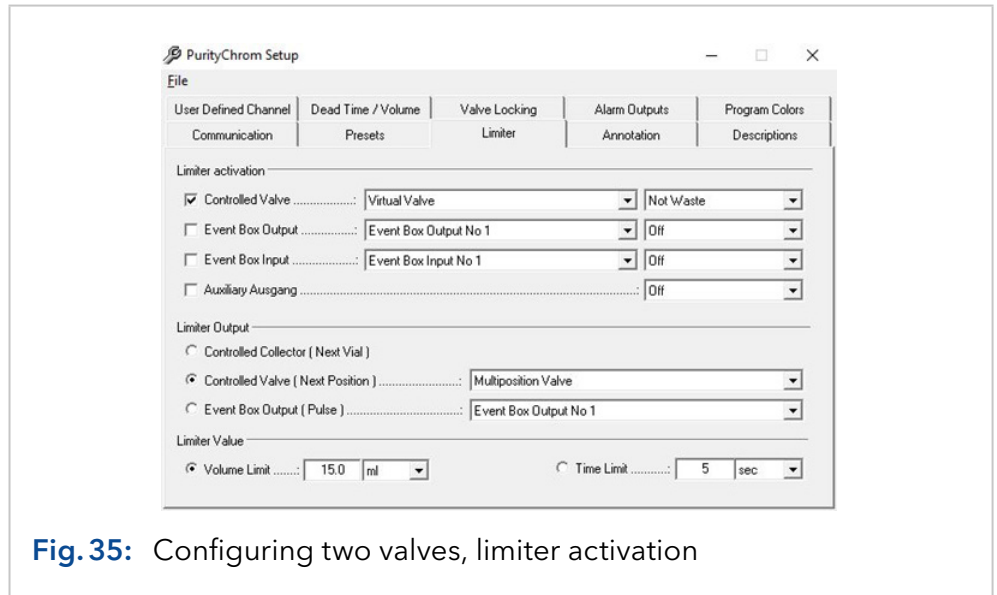 PurityChrom Setup
File
User Defined Channel Dead Time / Volume Valve Locking Alarm Outputs Program Colors
Communication Presets Limiter Annotation Descriptions
Limiter activation
Controlled Valve ..................: Virtual Valve Not Waste
Event Box Output ................: Event Box Output No 1 Off
Event Box Input ...................: Event Box Input No 1 Off
Auxiliary Ausgang ..........................................................................................................: Off
Limiter Output
Controlled Collector ( Next Vial )
Controlled Valve ( Next Position ) ........................: Multiposition Valve
Event Box Output ( Pulse ) ..................................: Event Box Output No 1
Limiter Value
Volume Limit .......: 15.0 ml Time Limit ...........: 5 sec
Fig. 35: Configuring two valves, limiter activation